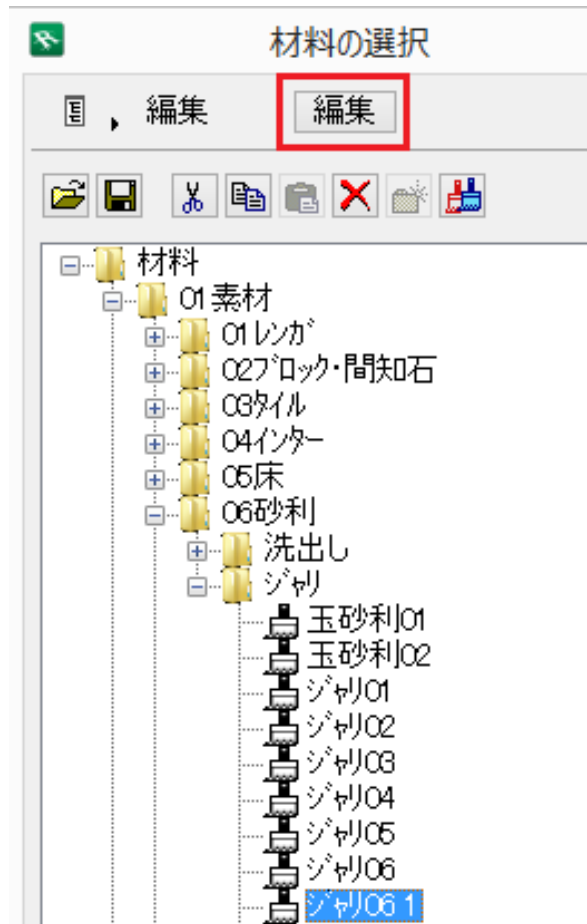 材料の選択
編集 編集
材料
01素材
01レンガ
02ブロック・間知石
03タイル
04インター
05床
06砂利
洗出し
ジャリ
玉砂利01
玉砂利02
ジャリ01
ジャリ02
ジャリ03
ジャリ04
ジャリ05
ジャリ06
ジャリ06 1